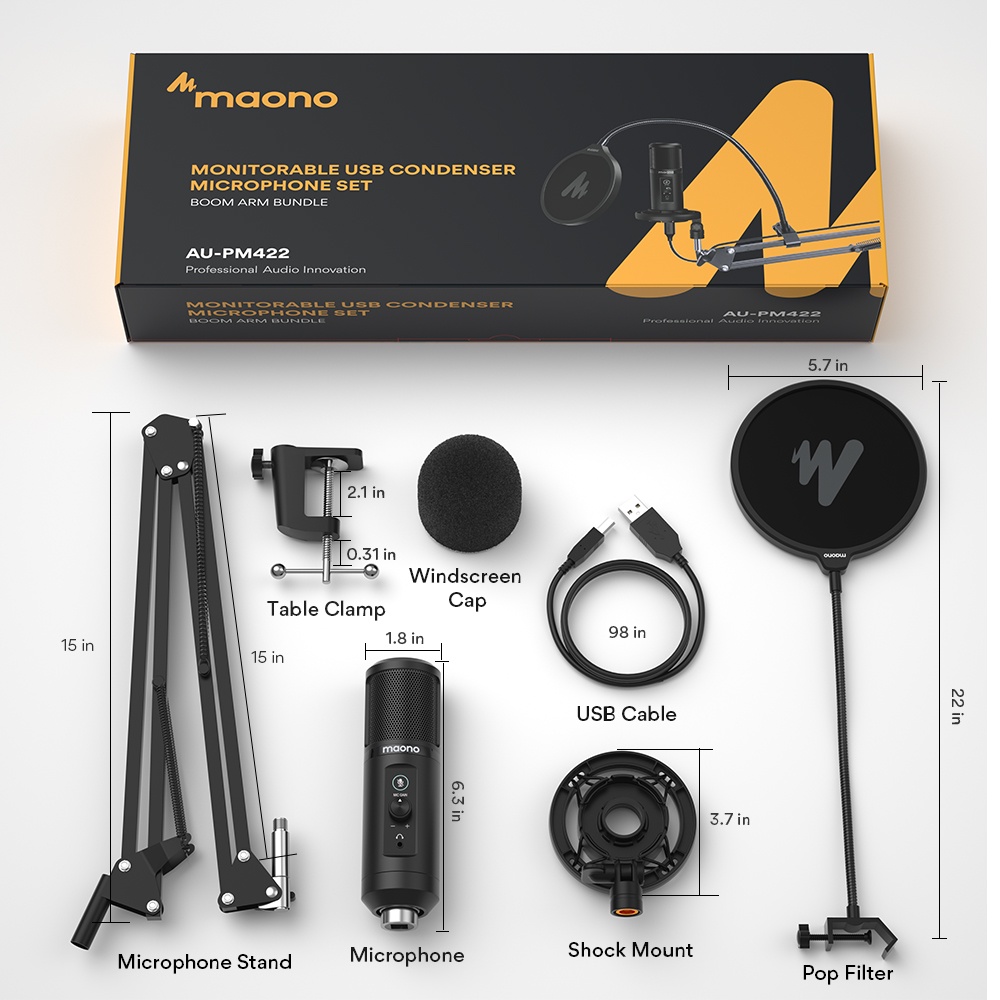 maono
MONITORABLE USB CONDENSER
MICROPHONE SET
BOOM ARM BUNDLE
AU-PM422
Professional Audio Innovation
MONITORABLE USB CONDENSER
MICROPHONE SET
BOOM ARM BUNDLE
AU-PM422
Professional Audio Innovation
5.7 in
2.1 in
0.31 in
Table Clamp
Windscreen
Cap
maono
15 in
15 in
98 in
USB Cable
22 in
1.8 in
maono
MIC GAIN
6.3 in
3.7 in
Microphone Stand
Microphone
Shock Mount
Pop Filter